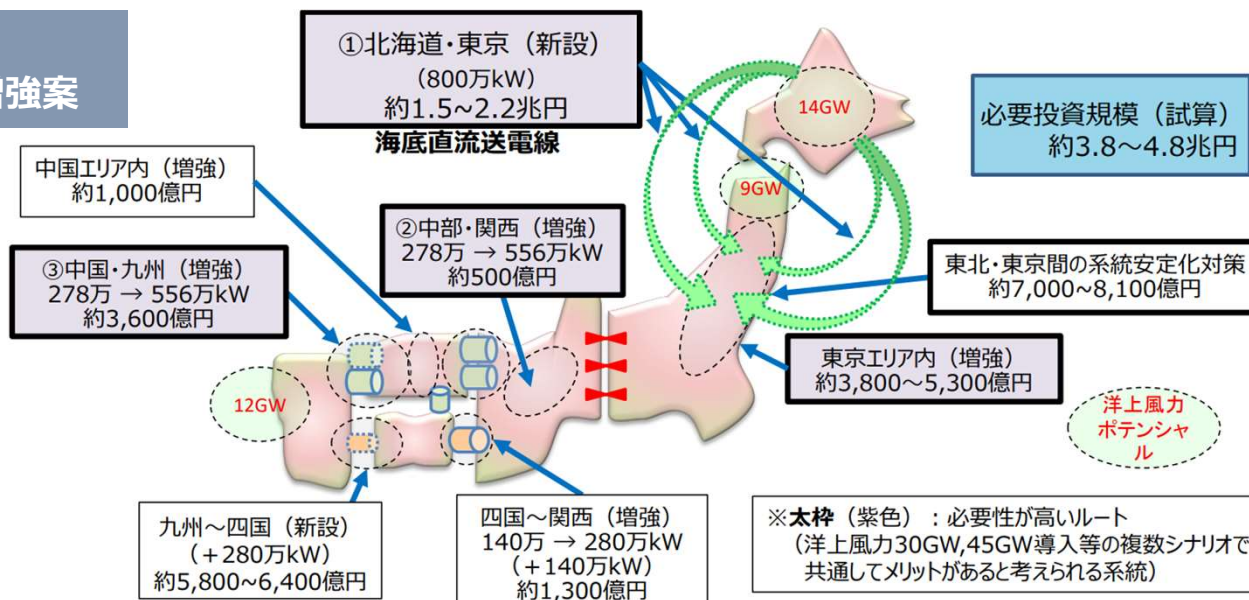 増強案
①北海道・東京（新設）
（800万kW）
約1.5~2.2兆円
海底直流送電線
14GW
必要投資規模（試算）
約3.8～4.8兆円
中国エリア内（増強）
約1,000億円
9GW
②中部・関西（増強）
278万 → 556万kW
約500億円
③中国・九州（増強）
278万 → 556万kW
約3,600億円
東北・東京間の系統安定化対策
約7,000~8,100億円
東京エリア内（増強）
約3,800～5,300億円
12GW
洋上風力
ポテンシャ
ル
九州～四国（新設）
（＋280万kW）
約5,800~6,400億円
四国～関西（増強）
140万 → 280万kW
（＋140万kW）
約1,300億円
※太枠（紫色）：必要性が高いルート
（洋上風力30GW,45GW導入等の複数シナリオで
共通してメリットがあると考えられる系統）